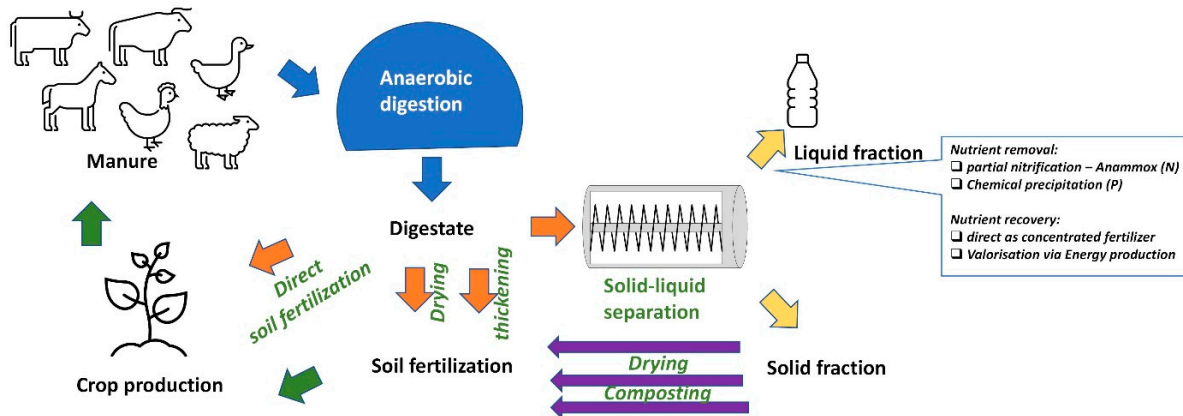 Manure
Anaerobic
digestion
Digestate
Direct
soil fertilization
Drying
thickening
Solid-liquid
separation
Liquid fraction
Nutrient removal:
❑ partial nitrification – Anammox (N)
❑ Chemical precipitation (P)
Nutrient recovery:
❑ direct as concentrated fertilizer
❑ Valorisation via Energy production
Crop production
Soil fertilization
Drying
Composting
Solid fraction